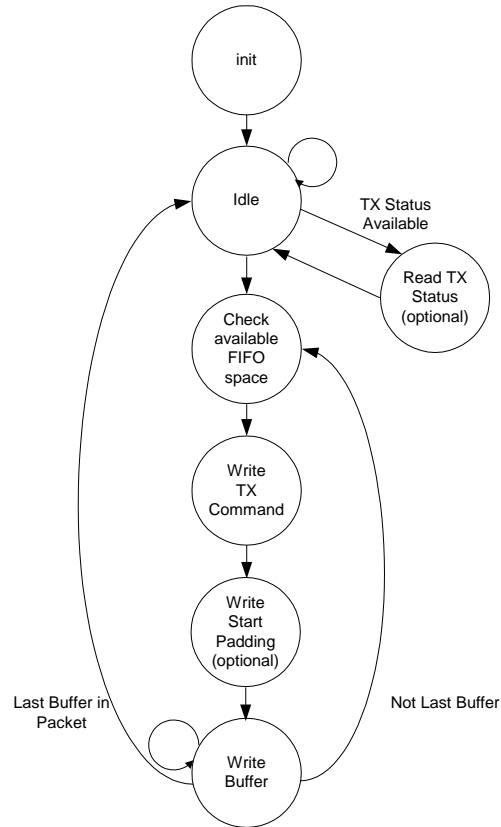 init
Idle
TX Status
Available
Read TX
Status
(optional)
Check
available
FIFO
space
Write
TX
Command
Write
Start
Padding
(optional)
Last Buffer in
Packet
Not Last Buffer
Write
Buffer